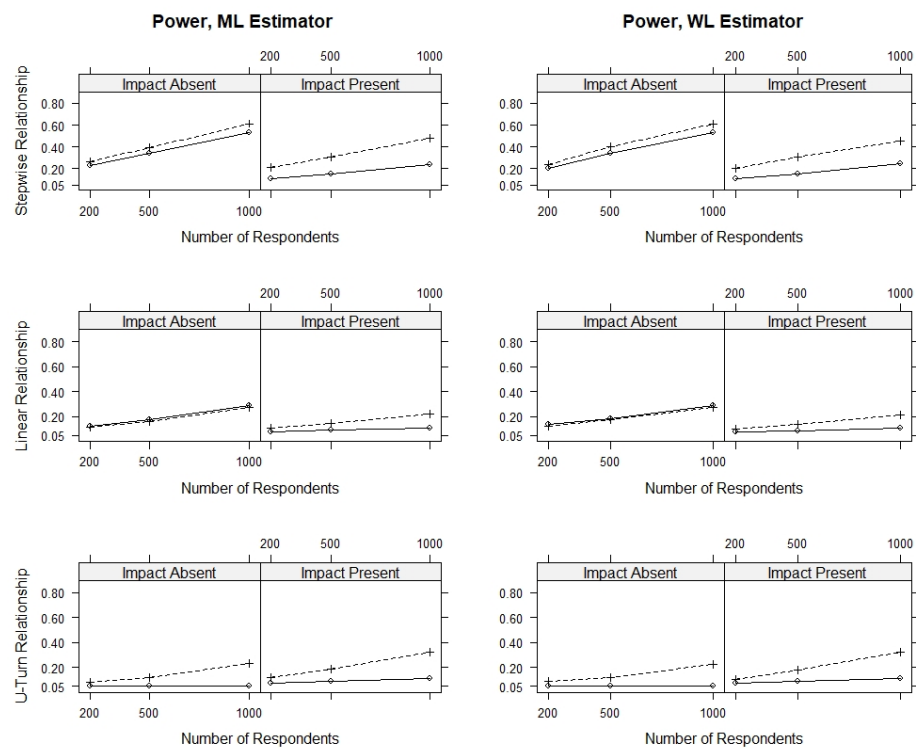 Power, ML Estimator
200 500 1000
Impact Absent Impact Present
Stepwise Relationship
0.80
0.60
0.40
0.20
0.05
200 500 1000
Number of Respondents
200 500 1000
Impact Absent Impact Present
Linear Relationship
0.80
0.60
0.40
0.20
0.05
200 500 1000
Number of Respondents
200 500 1000
Impact Absent Impact Present
U-Turn Relationship
0.80
0.60
0.40
0.20
0.05
200 500 1000
Number of Respondents
Power, WL Estimator
200 500 1000
Impact Absent Impact Present
0.80
0.60
0.40
0.20
0.05
200 500 1000
Number of Respondents
200 500 1000
Impact Absent Impact Present
0.80
0.60
0.40
0.20
0.05
200 500 1000
Number of Respondents
200 500 1000
Impact Absent Impact Present
0.80
0.60
0.40
0.20
0.05
200 500 1000
Number of Respondents